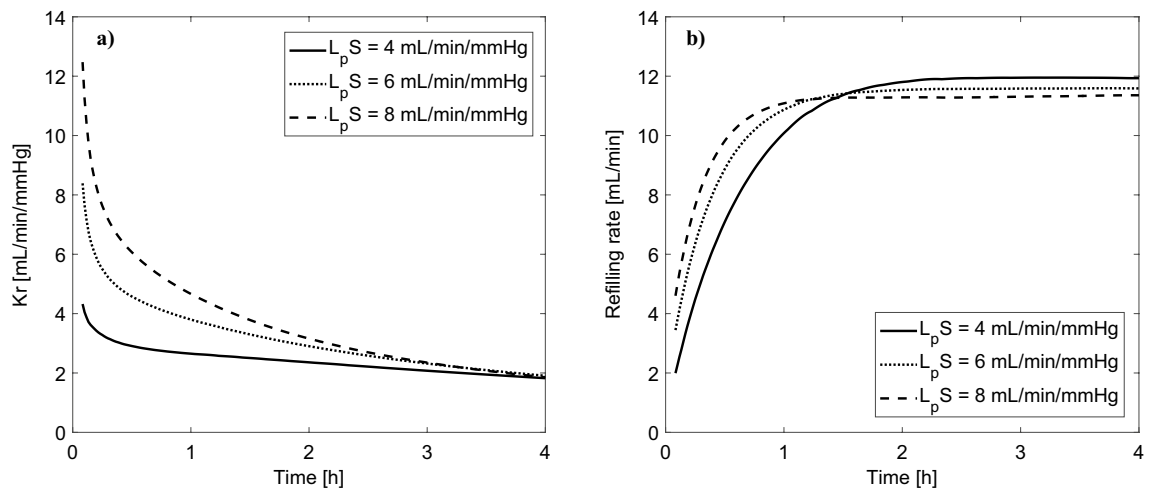 a)
L_pS = 4 mL/min/mmHg
L_pS = 6 mL/min/mmHg
L_pS = 8 mL/min/mmHg
Kr [mL/min/mmHg]
14
12
10
8
6
4
2
0
0 1 2 3 4
Time [h]
b)
Refilling rate [mL/min]
14
12
10
8
6
4
2
0
L_pS = 4 mL/min/mmHg
L_pS = 6 mL/min/mmHg
L_pS = 8 mL/min/mmHg
0 1 2 3 4
Time [h]